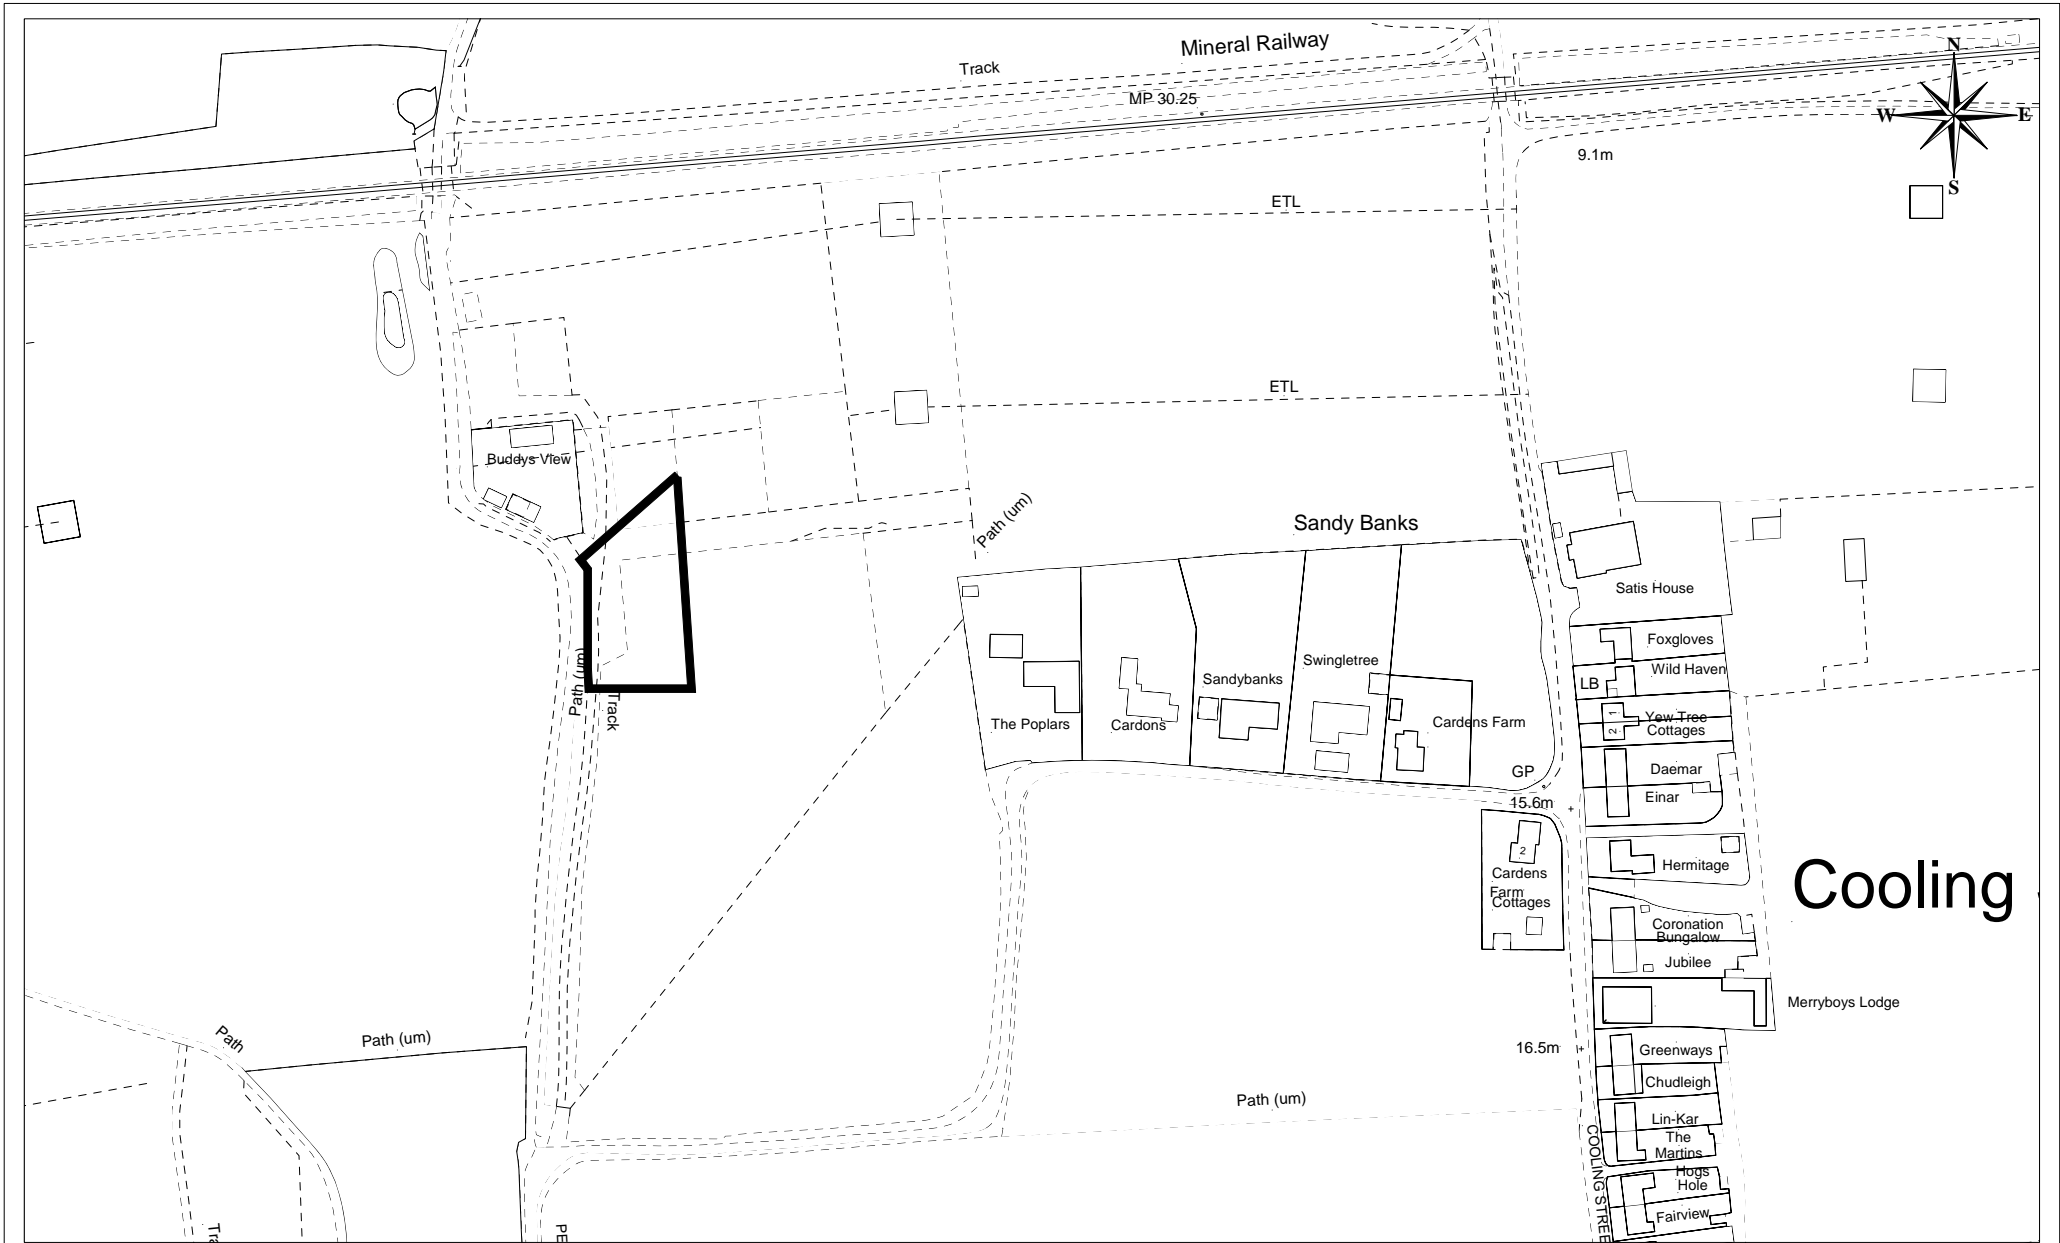 Mineral Railway
Track
MP 30.25
N
W
E
S
9.1m
ETL
ETL
Buddys View
Path (um)
Sandy Banks
Satis House
Foxgloves
Wild Haven
LB
1
2
Yew Tree
Cottages
Daemar
Einar
Swingletree
Sandybanks
The Poplars
Cardons
Cardens Farm
GP
15.6m
Path (um)
Track
2
Cardens
Farm
Cottages
Hermitage
Cooling
Coronation
Bungalow
Jubilee
Merryboys Lodge
Path
Path (um)
16.5m
Greenways
Chudleigh
Path (um)
Lin-Kar
The
Martins
Hogs
Hole
Fairview
COOLING STREE
Tra
PE